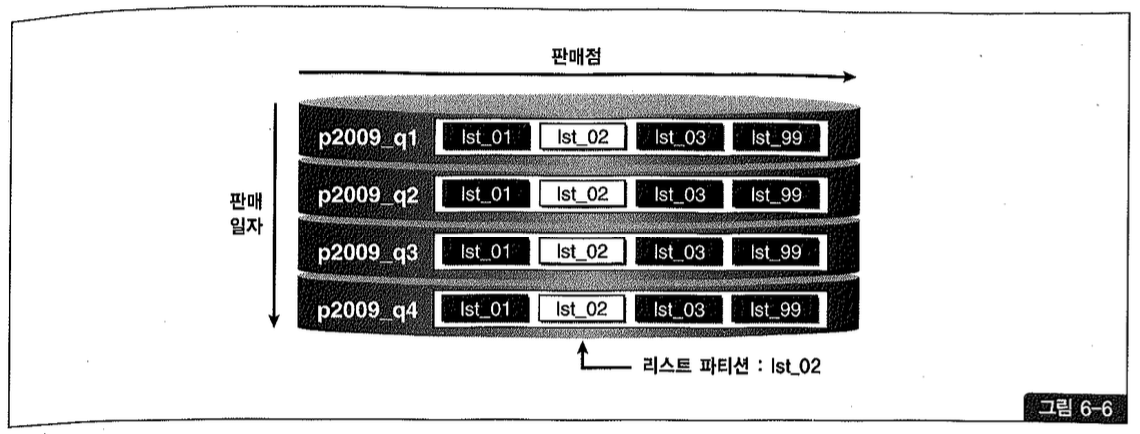 판매점
p2009_q1 lst_01 lst_02 lst_03 lst_99
p2009_q2 lst_01 lst_02 lst_03 lst_99
판매
일자
p2009_q3 lst_01 lst_02 lst_03 lst_99
p2009_q4 lst_01 lst_02 lst_03 lst_99
리스트 파티션 : lst_02
그림 6-6